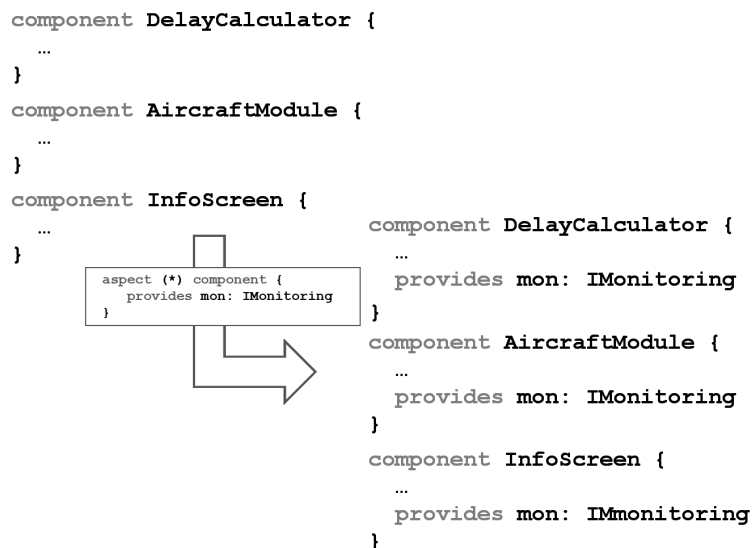 component DelayCalculator {
…
}
component AircraftModule {
…
}
component InfoScreen {
…
}
aspect (*) component {
provides mon: IMonitoring
}
component DelayCalculator {
…
provides mon: IMonitoring
}
component AircraftModule {
…
provides mon: IMonitoring
}
component InfoScreen {
…
provides mon: IMmonitoring
}